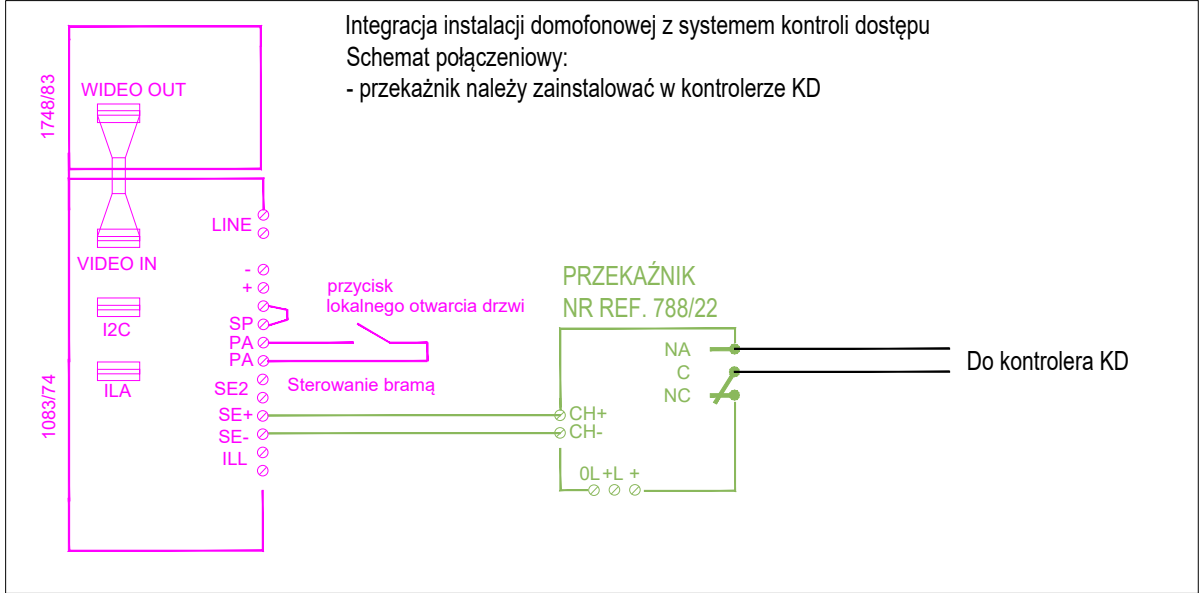 Integracja instalacji domofonowej z systemem kontroli dostępu
Schemat połączeniowy:
- przekażnik należy zainstalować w kontrolerze KD
1748/83
WIDEO OUT
LINE
VIDEO IN
-
+
I2C
SP
PA
PA
ILA
SE2
SE+
SE-
ILL
1083/74
przycisk
lokalnego otwarcia drzwi
Sterowanie bramą
PRZEKAŹNIK
NR REF. 788/22
NA
C
NC
CH+
CH-
0L +L +
Do kontrolera KD